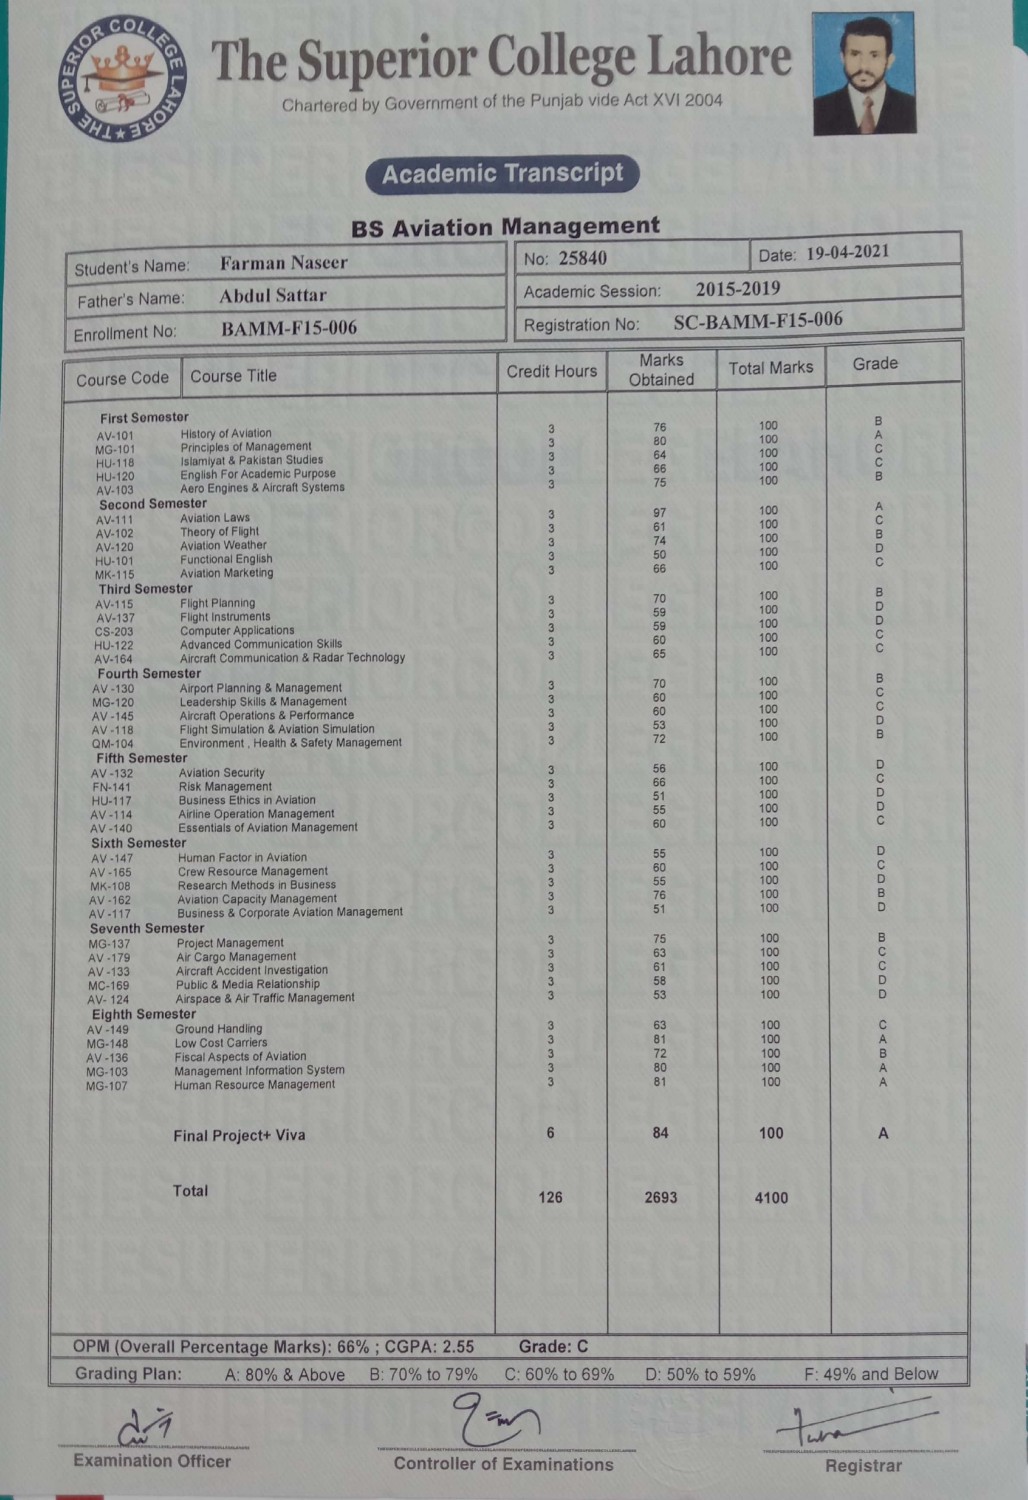 THE SUPERIOR COLLEGE LAHORE
The Superior College Lahore
Chartered by Government of the Punjab vide Act XVI 2004
Academic Transcript
BS Aviation Management
Student's Name: Farman Naseer No: 25840 Date: 19-04-2021
Father's Name: Abdul Sattar Academic Session: 2015-2019
Enrollment No: BAMM-F15-006 Registration No: SC-BAMM-F15-006
Course Code Course Title Credit Hours Marks Obtained Total Marks Grade
First Semester
AV-101 History of Aviation 3 76 100 B
MG-101 Principles of Management 3 80 100 A
HU-118 Islamiyat & Pakistan Studies 3 64 100 C
HU-120 English For Academic Purpose 3 66 100 C
AV-103 Aero Engines & Aircraft Systems 3 75 100 B
Second Semester
AV-111 Aviation Laws 3 97 100 A
AV-102 Theory of Flight 3 61 100 C
AV-120 Aviation Weather 3 74 100 B
HU-101 Functional English 3 50 100 D
MK-115 Aviation Marketing 3 66 100 C
Third Semester
AV-115 Flight Planning 3 70 100 B
AV-137 Flight Instruments 3 59 100 D
CS-203 Computer Applications 3 59 100 D
HU-122 Advanced Communication Skills 3 60 100 C
AV-164 Aircraft Communication & Radar Technology 3 65 100 C
Fourth Semester
AV -130 Airport Planning & Management 3 70 100 B
MG-120 Leadership Skills & Management 3 60 100 C
AV -145 Aircraft Operations & Performance 3 60 100 C
AV -118 Flight Simulation & Aviation Simulation 3 53 100 D
QM-104 Environment , Health & Safety Management 3 72 100 B
Fifth Semester
AV -132 Aviation Security 3 56 100 D
FN-141 Risk Management 3 66 100 C
HU-117 Business Ethics in Aviation 3 51 100 D
AV -114 Airline Operation Management 3 55 100 D
AV -140 Essentials of Aviation Management 3 60 100 C
Sixth Semester
AV -147 Human Factor in Aviation 3 55 100 D
AV -165 Crew Resource Management 3 60 100 C
MK-108 Research Methods in Business 3 55 100 D
AV -162 Aviation Capacity Management 3 76 100 B
AV -117 Business & Corporate Aviation Management 3 51 100 D
Seventh Semester
MG-137 Project Management 3 75 100 B
AV -179 Air Cargo Management 3 63 100 C
AV -133 Aircraft Accident Investigation 3 61 100 C
MC-169 Public & Media Relationship 3 58 100 D
AV- 124 Airspace & Air Traffic Management 3 53 100 D
Eighth Semester
AV -149 Ground Handling 3 63 100 C
MG-148 Low Cost Carriers 3 81 100 A
AV -136 Fiscal Aspects of Aviation 3 72 100 B
MG-103 Management Information System 3 80 100 A
MG-107 Human Resource Management 3 81 100 A
Final Project+ Viva 6 84 100 A
Total 126 2693 4100
OPM (Overall Percentage Marks): 66% ; CGPA: 2.55 Grade: C
Grading Plan: A: 80% & Above B: 70% to 79% C: 60% to 69% D: 50% to 59% F: 49% and Below
Examination Officer Controller of Examinations Registrar